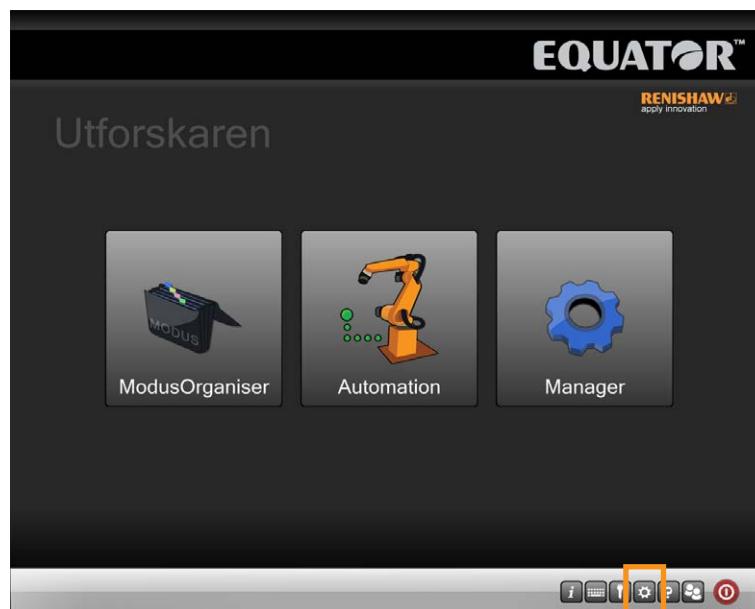 EQUATOR™
RENISHAW
apply innovation
Utforskaren
MODUS
ModusOrganiser
Automation
Manager
i
?